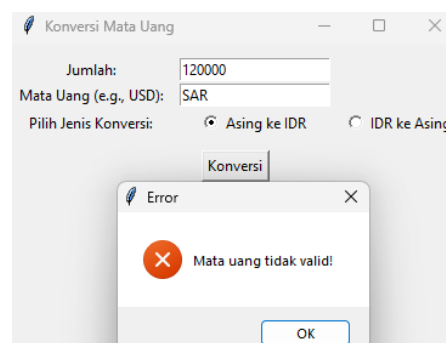 Konversi Mata Uang
Jumlah: 120000
Mata Uang (e.g., USD): SAR
Pilih Jenis Konversi: Asing ke IDR IDR ke Asing
Konversi
Error
Mata uang tidak valid!
OK